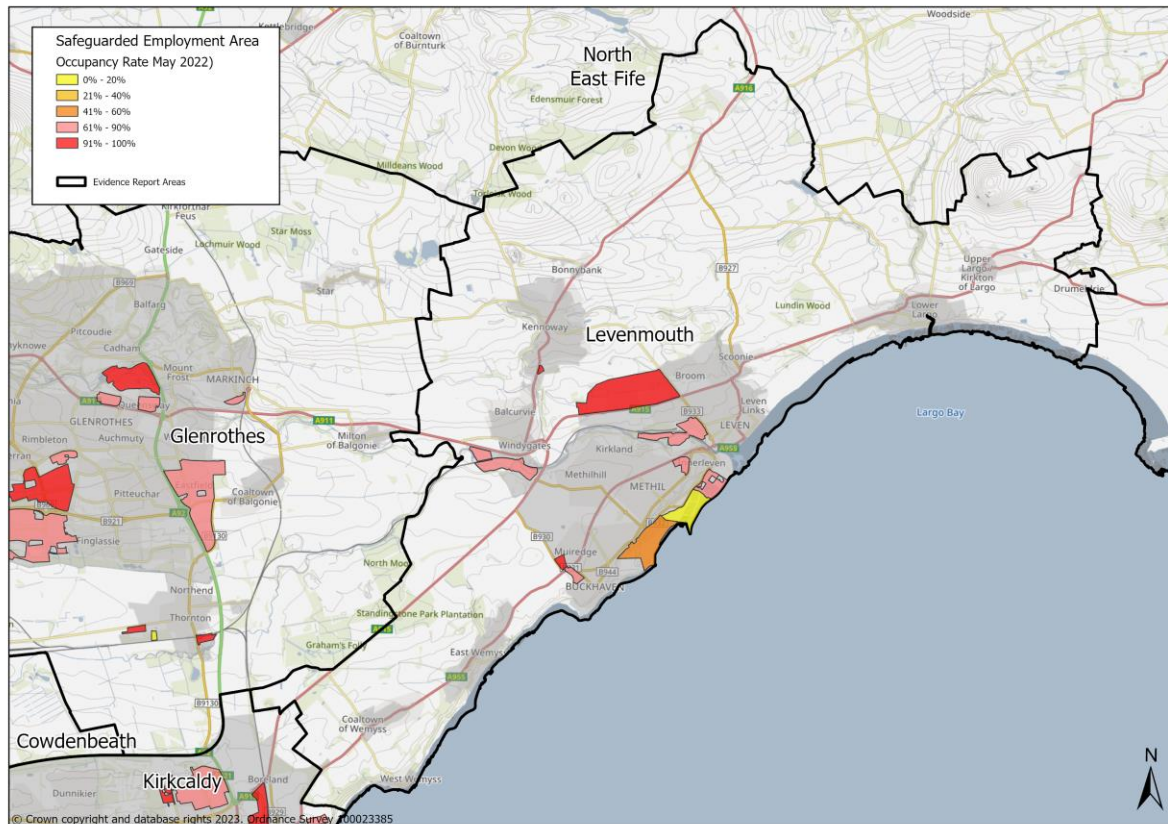 Safeguarded Employment Area
Occupancy Rate May 2022)
0% - 20%
21% - 40%
41% - 60%
61% - 90%
91% - 100%
Evidence Report Areas
Kettlebridge
Coaltown
of Burnturk
Woodside
North
East Fife
A916
Edensmuir Forest
Devon Wood
Milldeans Wood
Kirkforthar
Feus
Star Moss
Lochmuir Wood
Gateside
Star
Bonnybank
B927
Upper
Largo
Kirkton
of Largo
Drumeldrie
Lundin Wood
Lower
Largo
B969
Balfarg
Pitcoudie
Cadham
Kennoway
Levenmouth
Scoonie
Mount
Frost
MARKINCH
Broom
Leven
Links
Largo Bay
Balcurvie
A915
B933
LEVEN
GLENROTHES
Auchmuty
A911
Rimbleton
Glenrothes
Milton
of Balgonie
Windygates
Kirkland
A955
Methilhill
METHIL
Eastfield
Pitteuchar
Coaltown
of Balgonie
B921
A92
Finglassie
B930
Muiredge
B944
BUCKHAVEN
Northend
Thornton
Standingstone Park Plantation
Graham's Folly
East Wemyss
A955
B9130
Coaltown
of Wemyss
Cowdenbeath
Kirkcaldy
Boreland
West Wemyss
Dunnikier
B929
N
© Crown copyright and database rights 2023. Ordnance Survey 100023385